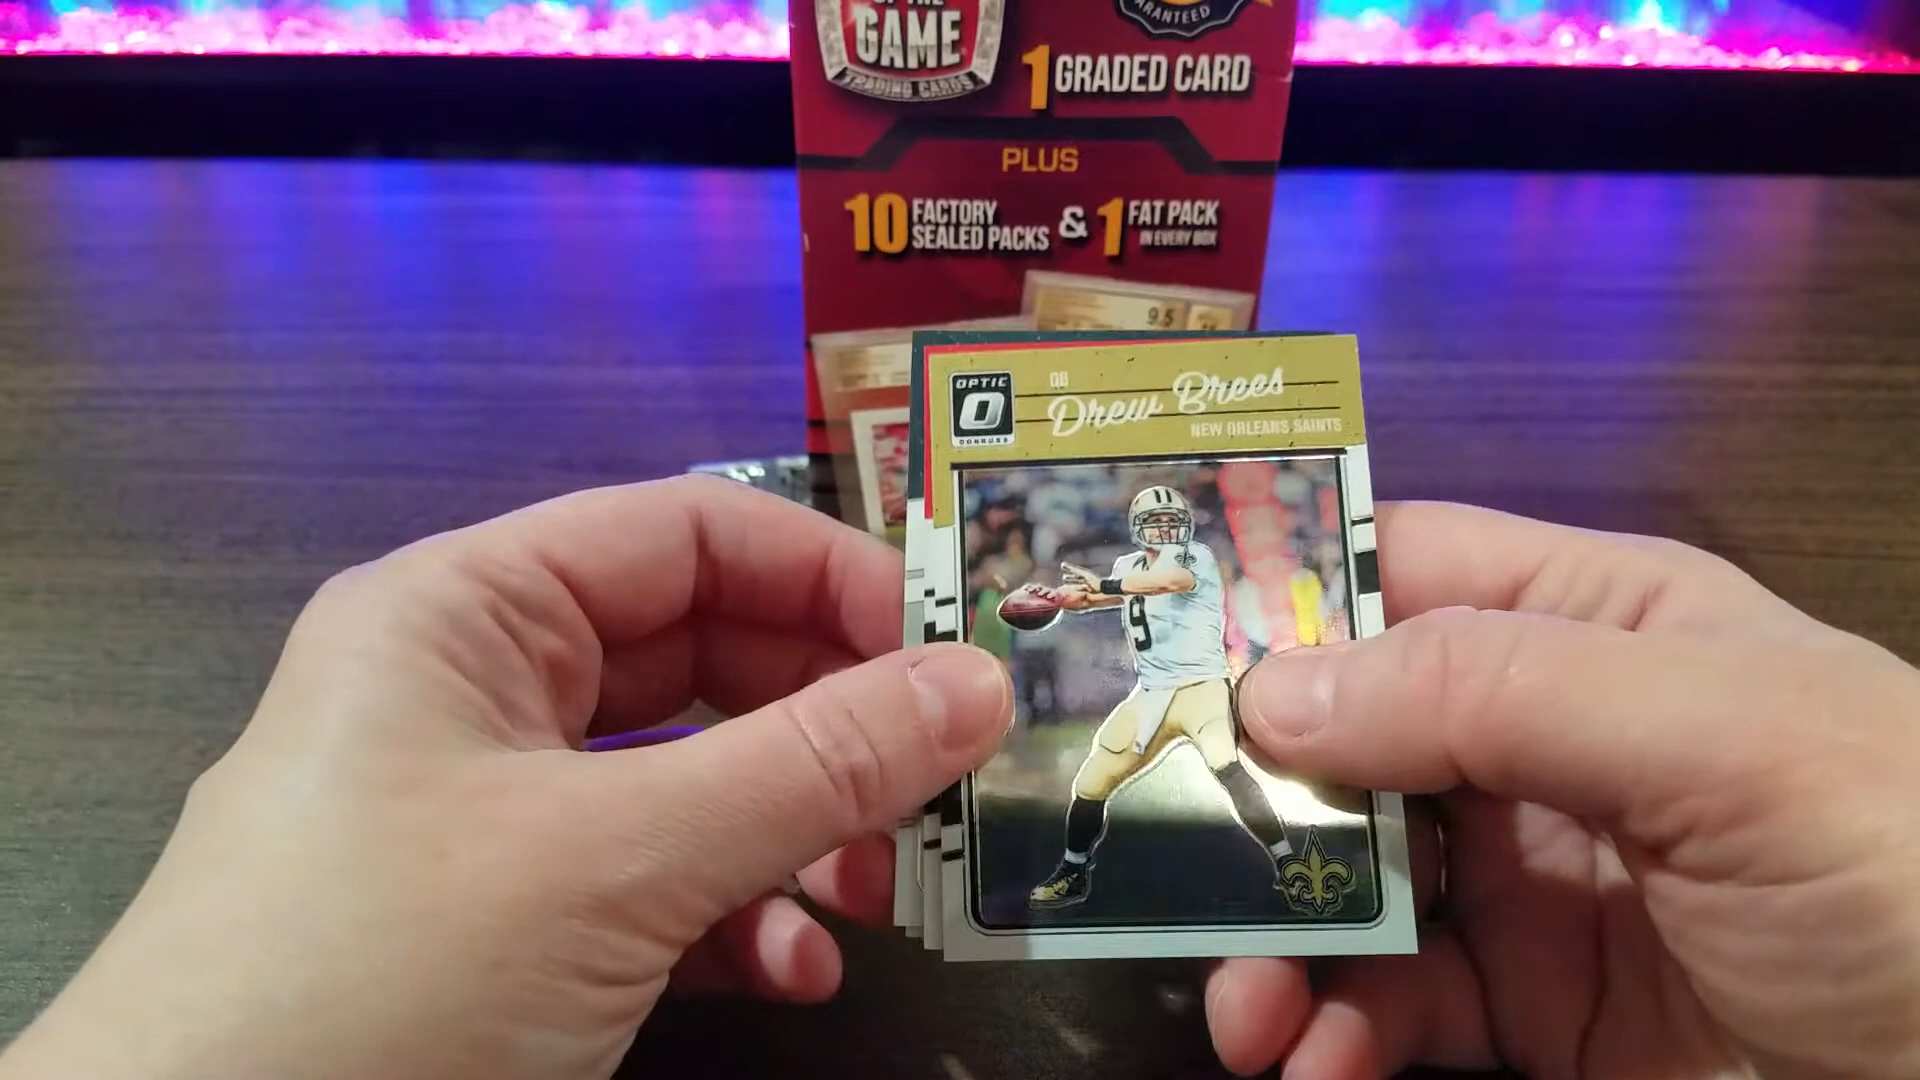 GAME
TRADING CARDS
1 GRADED CARD
PLUS
10 FACTORY SEALED PACKS & 1 FAT PACK
IN EVERY BOX
9.5
OPTIC
DONRUSS
QB
Drew Brees
NEW ORLEANS SAINTS
9